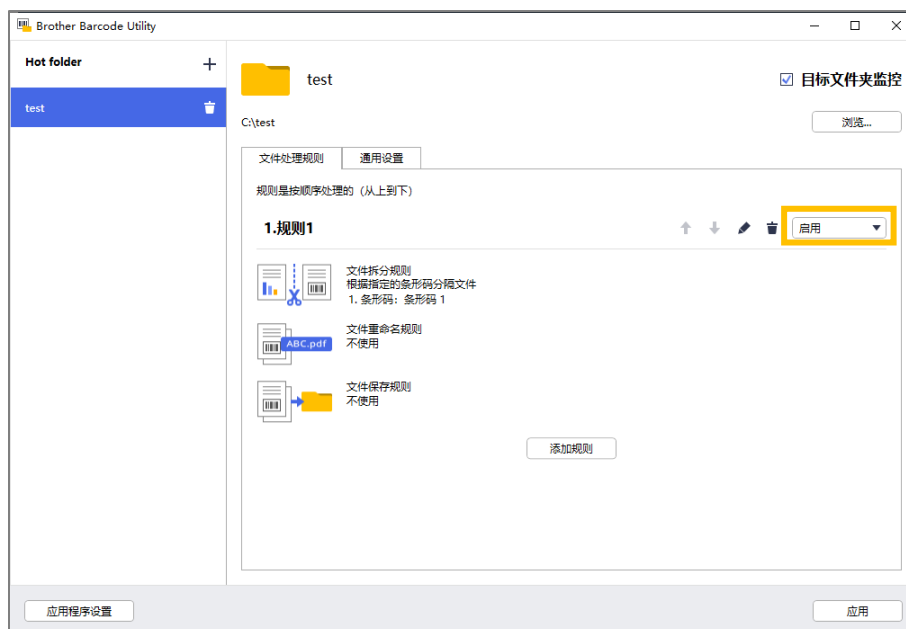 Brother Barcode Utility
Hot folder
test
test
目标文件夹监控
C:\test
浏览...
文件处理规则
通用设置
规则是按顺序处理的（从上到下）
1.规则1
启用
文件拆分规则
根据指定的条形码分隔文件
1. 条形码：条形码 1
文件重命名规则
ABC.pdf
不使用
文件保存规则
不使用
添加规则
应用程序设置
应用